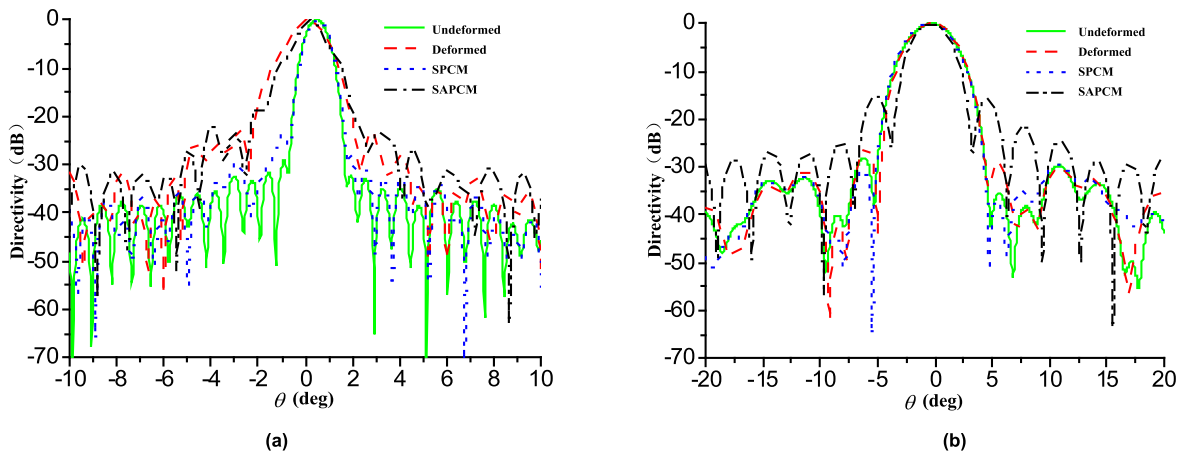 0
-10
-20
-30
-40
-50
-60
-70
Directivity (dB)
-10
-8
-6
-4
-2
0
2
4
6
8
10
θ (deg)
Undeformed
Deformed
SPCM
SAPCM
(a)
0
-10
-20
-30
-40
-50
-60
-70
Directivity (dB)
-20
-15
-10
-5
0
5
10
15
20
θ (deg)
Undeformed
Deformed
SPCM
SAPCM
(b)